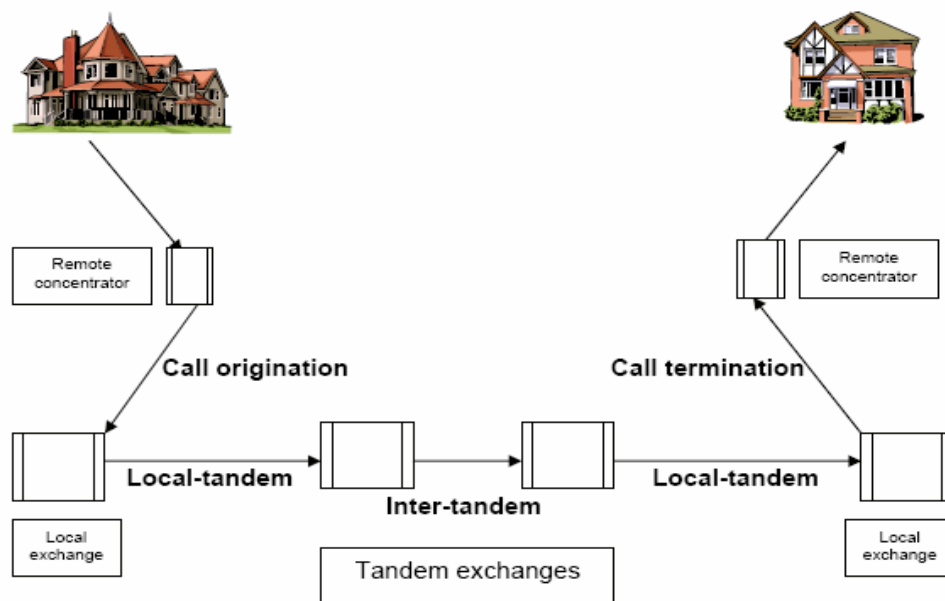 Remote
concentrator
Remote
concentrator
Call origination
Call termination
Local-tandem
Inter-tandem
Local-tandem
Local
exchange
Tandem exchanges
Local
exchange